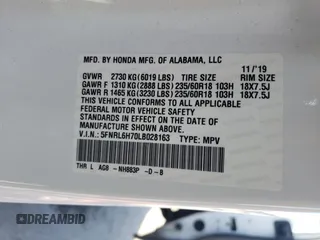 MFD. BY HONDA MFG. OF ALABAMA, LLC 11/'19
GVWR 2730 KG(6019 LBS) TIRE SIZE RIM SIZE
GAWR F 1310 KG(2888 LBS) 235/60R18 103H 18X7.5J
GAWR R 1465 KG(3230 LBS) 235/60R18 103H 18X7.5J
THIS VEHICLE CONFORMS TO ALL APPLICABLE
FEDERAL MOTOR VEHICLE SAFETY STANDARDS IN
EFFECT ON THE DATE OF MANUFACTURE SHOWN ABOVE.
V.I.N.: 5FNRL6H70LB028163 TYPE: MPV
THR L AG8 -NH883P -D-B